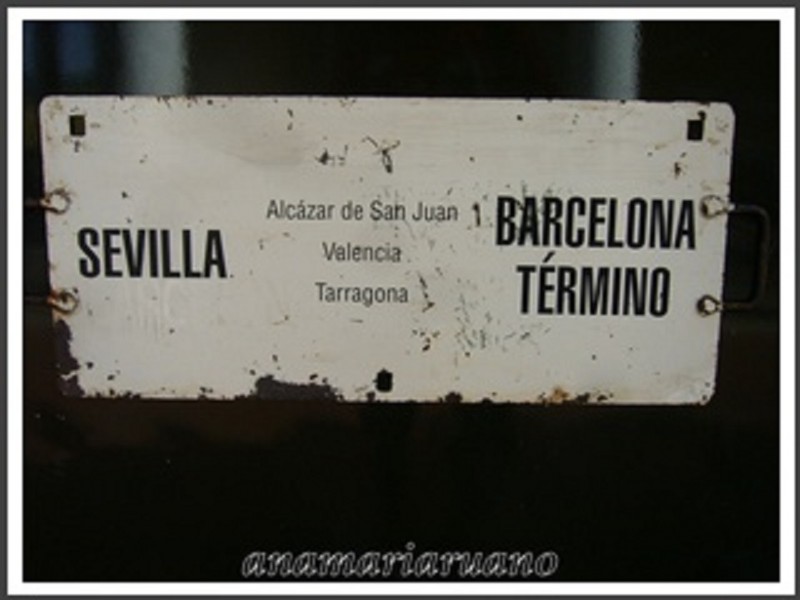 SEVILLA
Alcázar de San Juan
Valencia
Tarragona
BARCELONA
TÉRMINO
anamariaruano